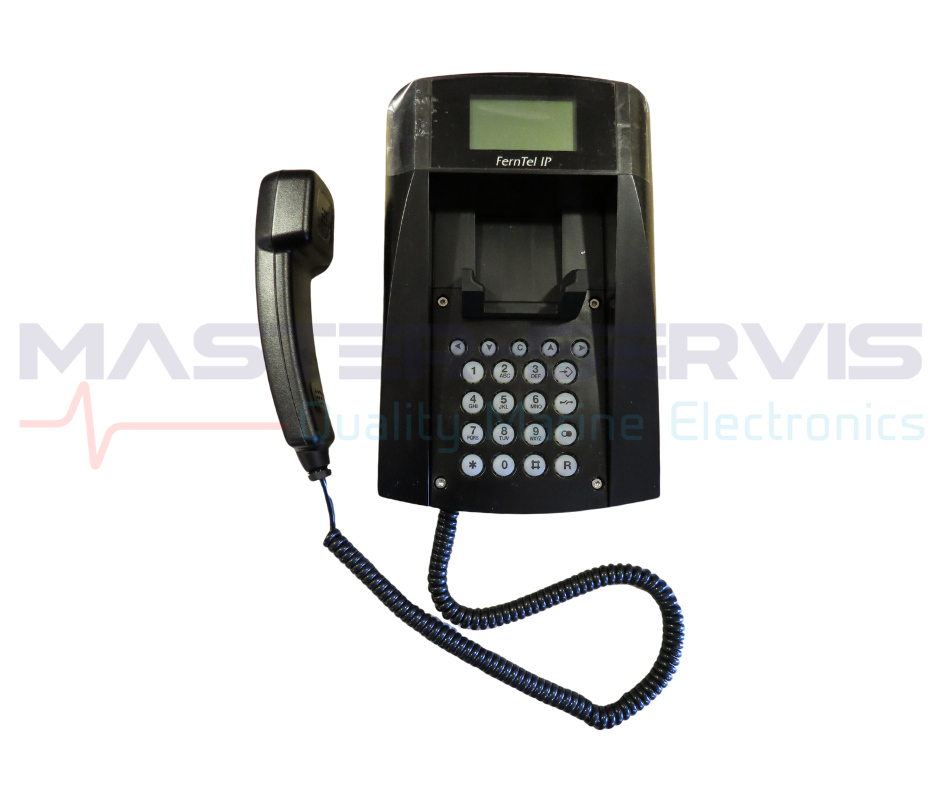 FernTel IP
MASTER SERVIS
C
1 2 3
ABC DEF
4 5 6
GHI JKL MNO
Quality Marine Electronics
7 8 9
PQRS TUV WXYZ
* 0 # R